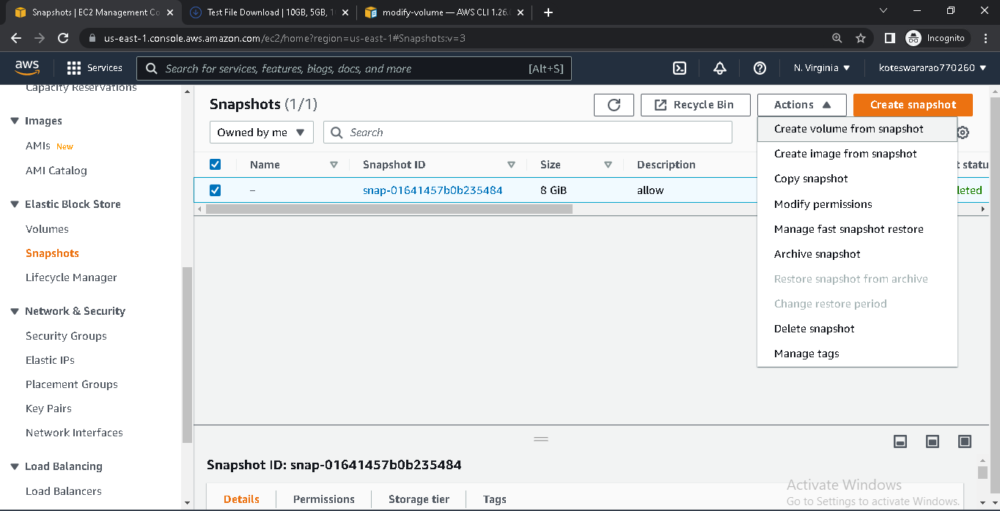 Snapshots | EC2 Management Co
Test File Download | 10GB, 5GB, 1
modify-volume — AWS CLI 1.26.
us-east-1.console.aws.amazon.com/ec2/home?region=us-east-1#Snapshots:v=3
Incognito
aws
Services
Search for services, features, blogs, docs, and more
[Alt+S]
N. Virginia
koteswararao770260
Capacity Reservations
Images
AMIs New
AMI Catalog
Elastic Block Store
Volumes
Snapshots
Lifecycle Manager
Network & Security
Security Groups
Elastic IPs
Placement Groups
Key Pairs
Network Interfaces
Load Balancing
Load Balancers
Snapshots (1/1)
Recycle Bin
Actions
Create snapshot
Owned by me
Search
Name
Snapshot ID
Size
Description
t statu
–
snap-01641457b0b235484
8 GiB
allow
leted
Create volume from snapshot
Create image from snapshot
Copy snapshot
Modify permissions
Manage fast snapshot restore
Archive snapshot
Restore snapshot from archive
Change restore period
Delete snapshot
Manage tags
Snapshot ID: snap-01641457b0b235484
Details
Permissions
Storage tier
Tags
Activate Windows
Go to Settings to activate Windows.